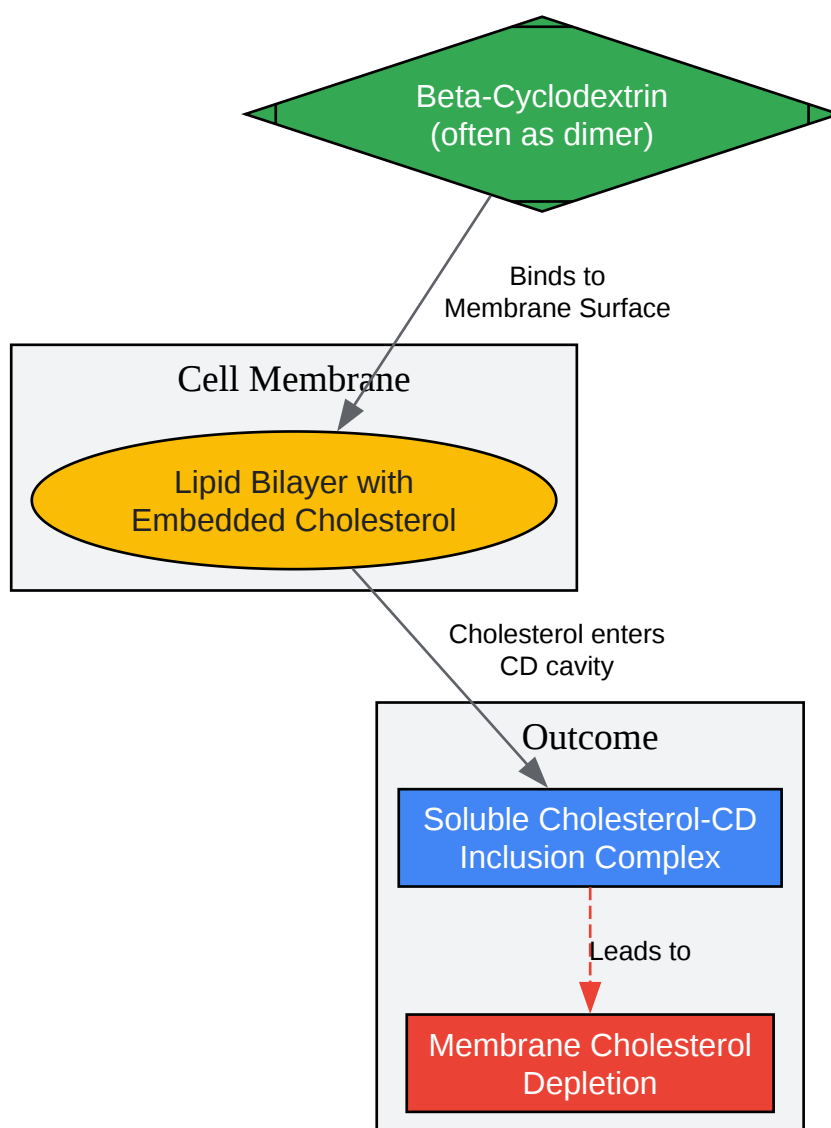 Beta-Cyclodextrin
(often as dimer)
Binds to
Membrane Surface
Cell Membrane
Lipid Bilayer with
Embedded Cholesterol
Cholesterol enters
CD cavity
Outcome
Soluble Cholesterol-CD
Inclusion Complex
Leads to
Membrane Cholesterol
Depletion